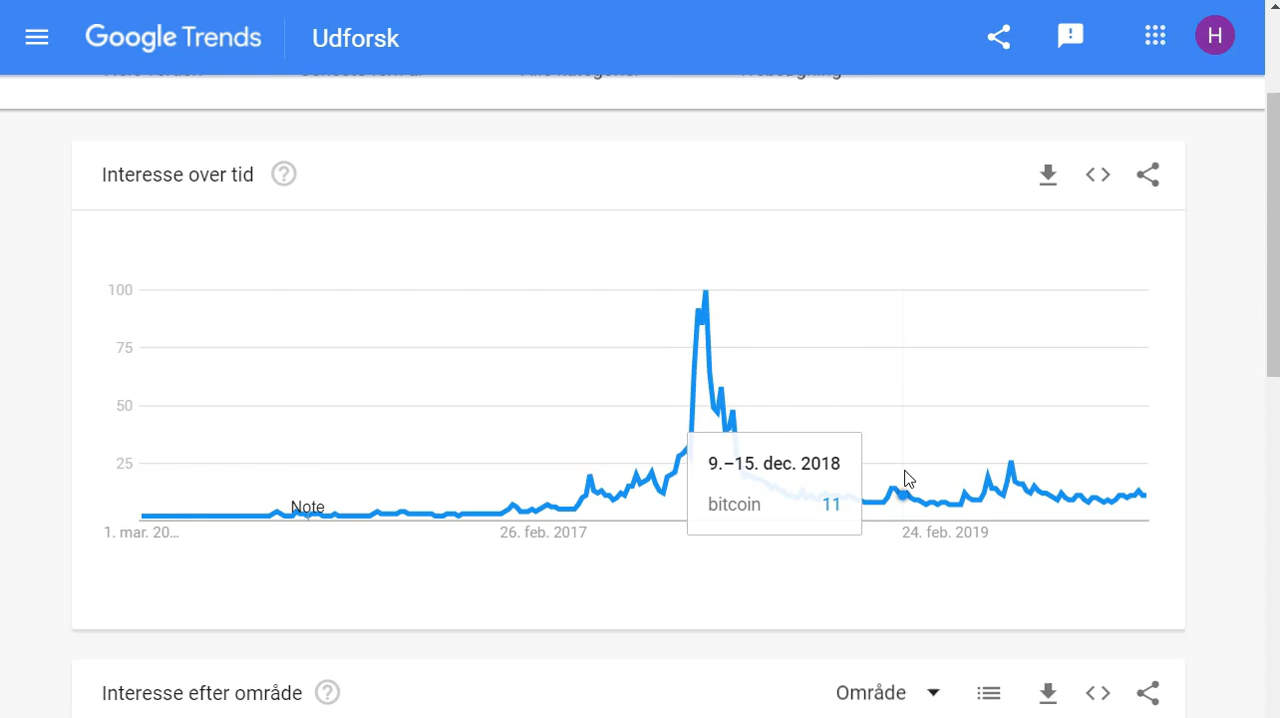 Google Trends Udforsk H
Interesse over tid ?
100
75
50
25
Note
9.–15. dec. 2018
bitcoin 11
1. mar. 20... 26. feb. 2017 24. feb. 2019
Interesse efter område ? Område